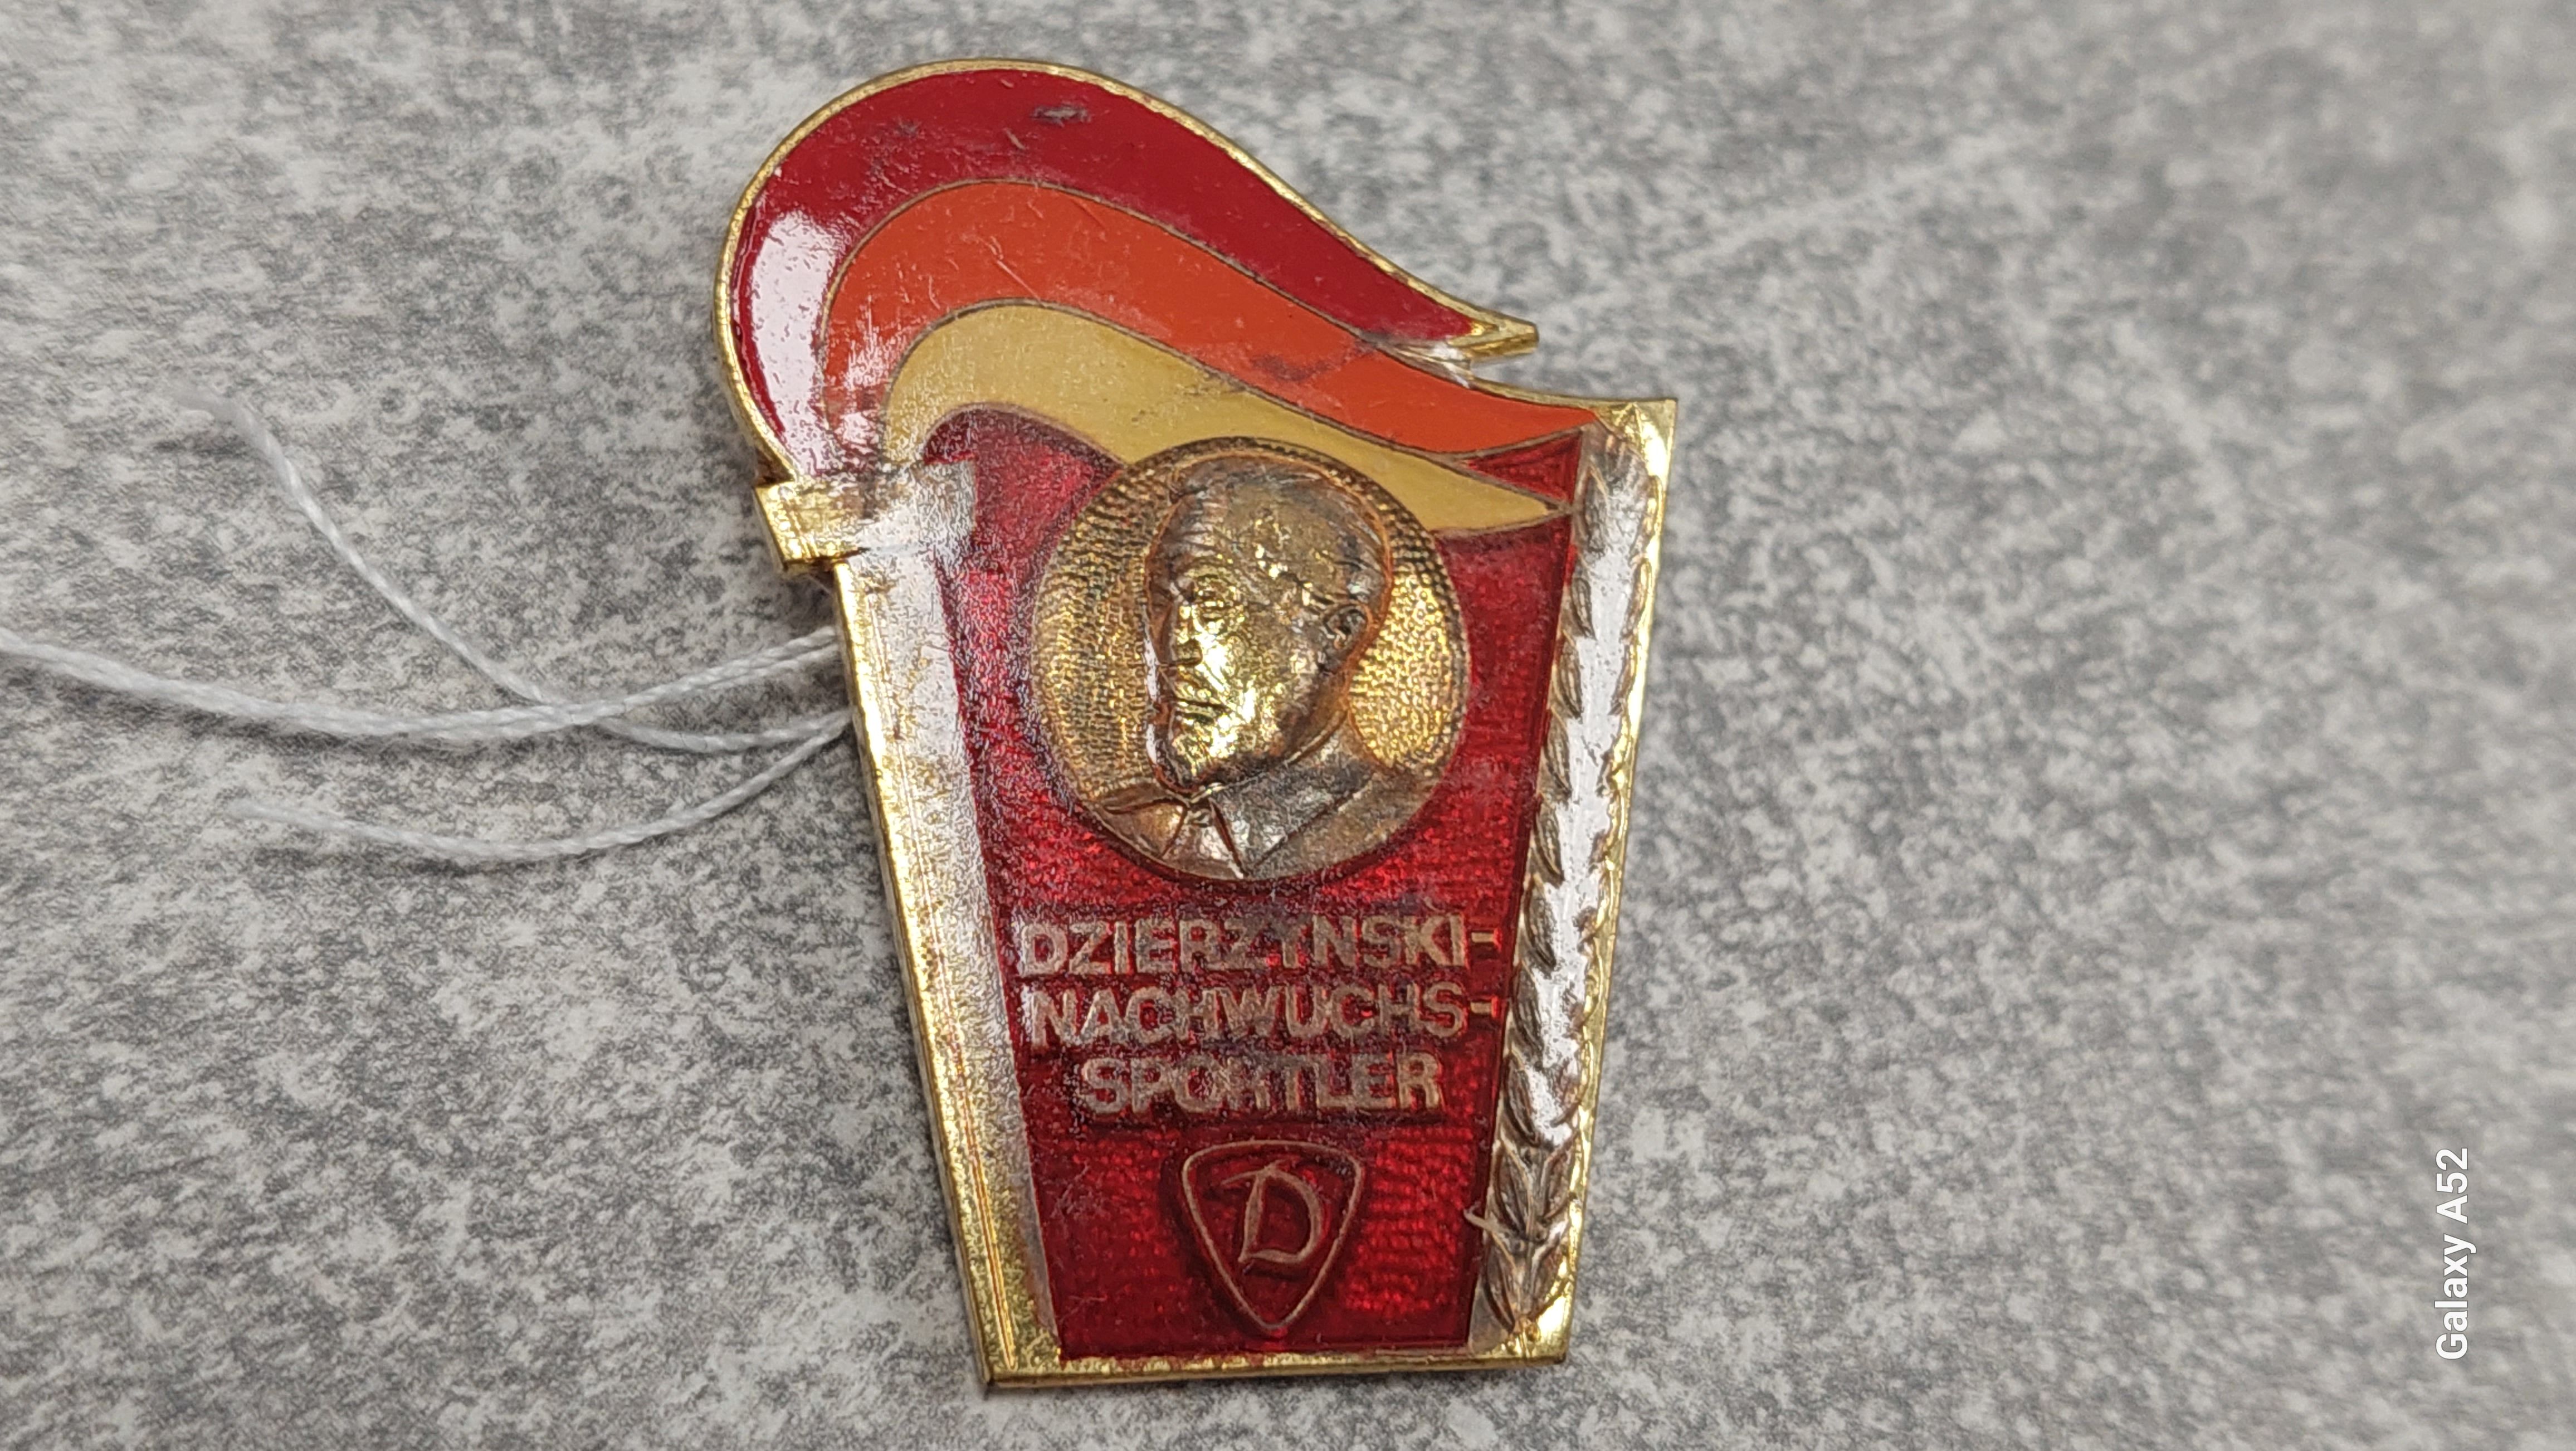 DZIERZYNSKI-
NACHWUCHS-
SPORTLER
D
Galaxy A52